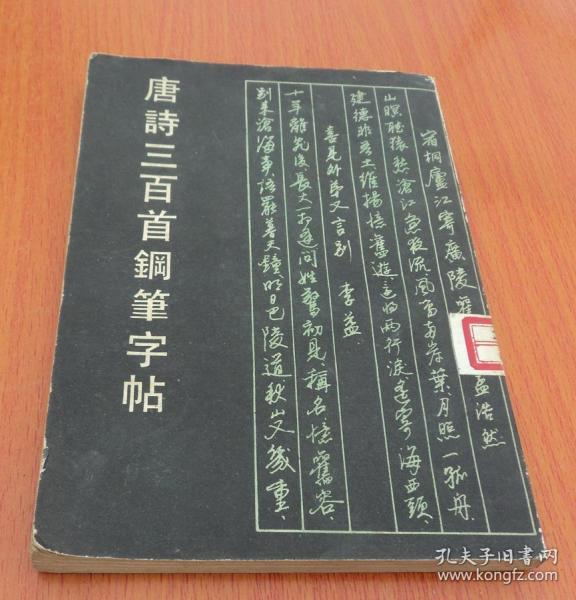 唐詩三百首鋼筆字帖
宿桐廬江寄廣陵舊 孟浩然
山暝聽猿愁滄江急夜流風鳴兩岸葉月照一孤舟
建德非吾土維揚憶舊遊還將兩行淚遙寄海西頭
喜見外弟又言別 李益
十年離亂後長大一相逢問姓驚初見稱名憶舊容
別來滄海事語罷暮天鐘明日巴陵道秋山又幾重
孔夫子旧书网
www.kongfz.com